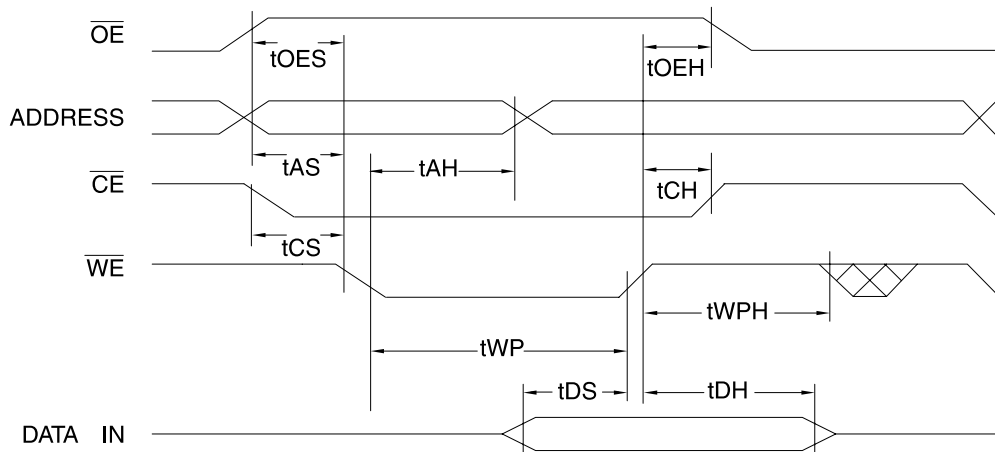 OE
tOES
tOEH
ADDRESS
tAS
tAH
tCH
CE
tCS
WE
tWPH
tWP
tDS
tDH
DATA IN